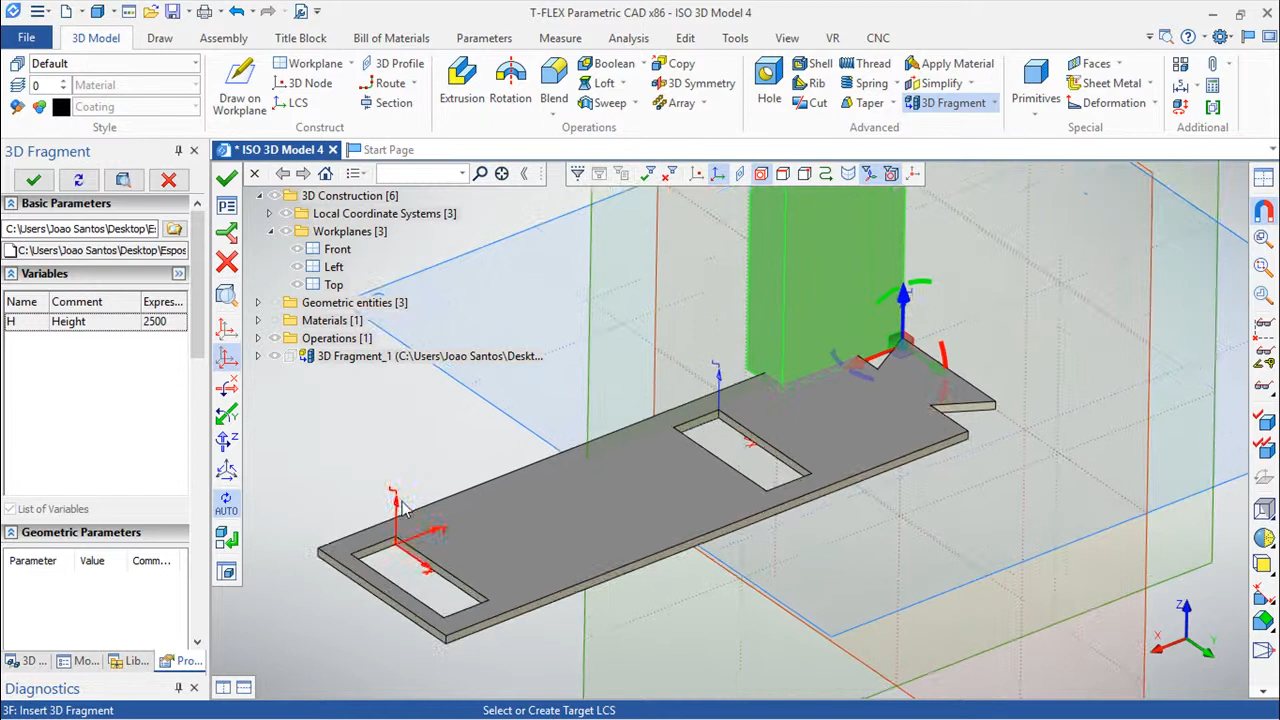 T-FLEX Parametric CAD x86 - ISO 3D Model 4
File
3D Model
Draw
Assembly
Title Block
Bill of Materials
Parameters
Measure
Analysis
Edit
Tools
View
VR
CNC
Default
0
Material
Coating
Style
Draw on
Workplane
Workplane
3D Node
LCS
3D Profile
Route
Section
Construct
Extrusion
Rotation
Blend
Boolean
Loft
Sweep
Copy
3D Symmetry
Array
Operations
Hole
Shell
Rib
Cut
Thread
Spring
Taper
Apply Material
Simplify
3D Fragment
Advanced
Primitives
Faces
Sheet Metal
Deformation
Special
Additional
3D Fragment
* ISO 3D Model 4
Start Page
Basic Parameters
C:\Users\Joao Santos\Desktop\E
C:\Users\Joao Santos\Desktop\Espos
Variables
Name Comment Expres...
H Height 2500
List of Variables
Geometric Parameters
Parameter Value Comm...
3D ...
Mo...
Lib...
Pro...
Diagnostics
AUTO
3D Construction [6]
Local Coordinate Systems [3]
Workplanes [3]
Front
Left
Top
Geometric entities [3]
Materials [1]
Operations [1]
3D Fragment_1 (C:\Users\Joao Santos\Deskt...
Z
X
Y
3F: Insert 3D Fragment
Select or Create Target LCS